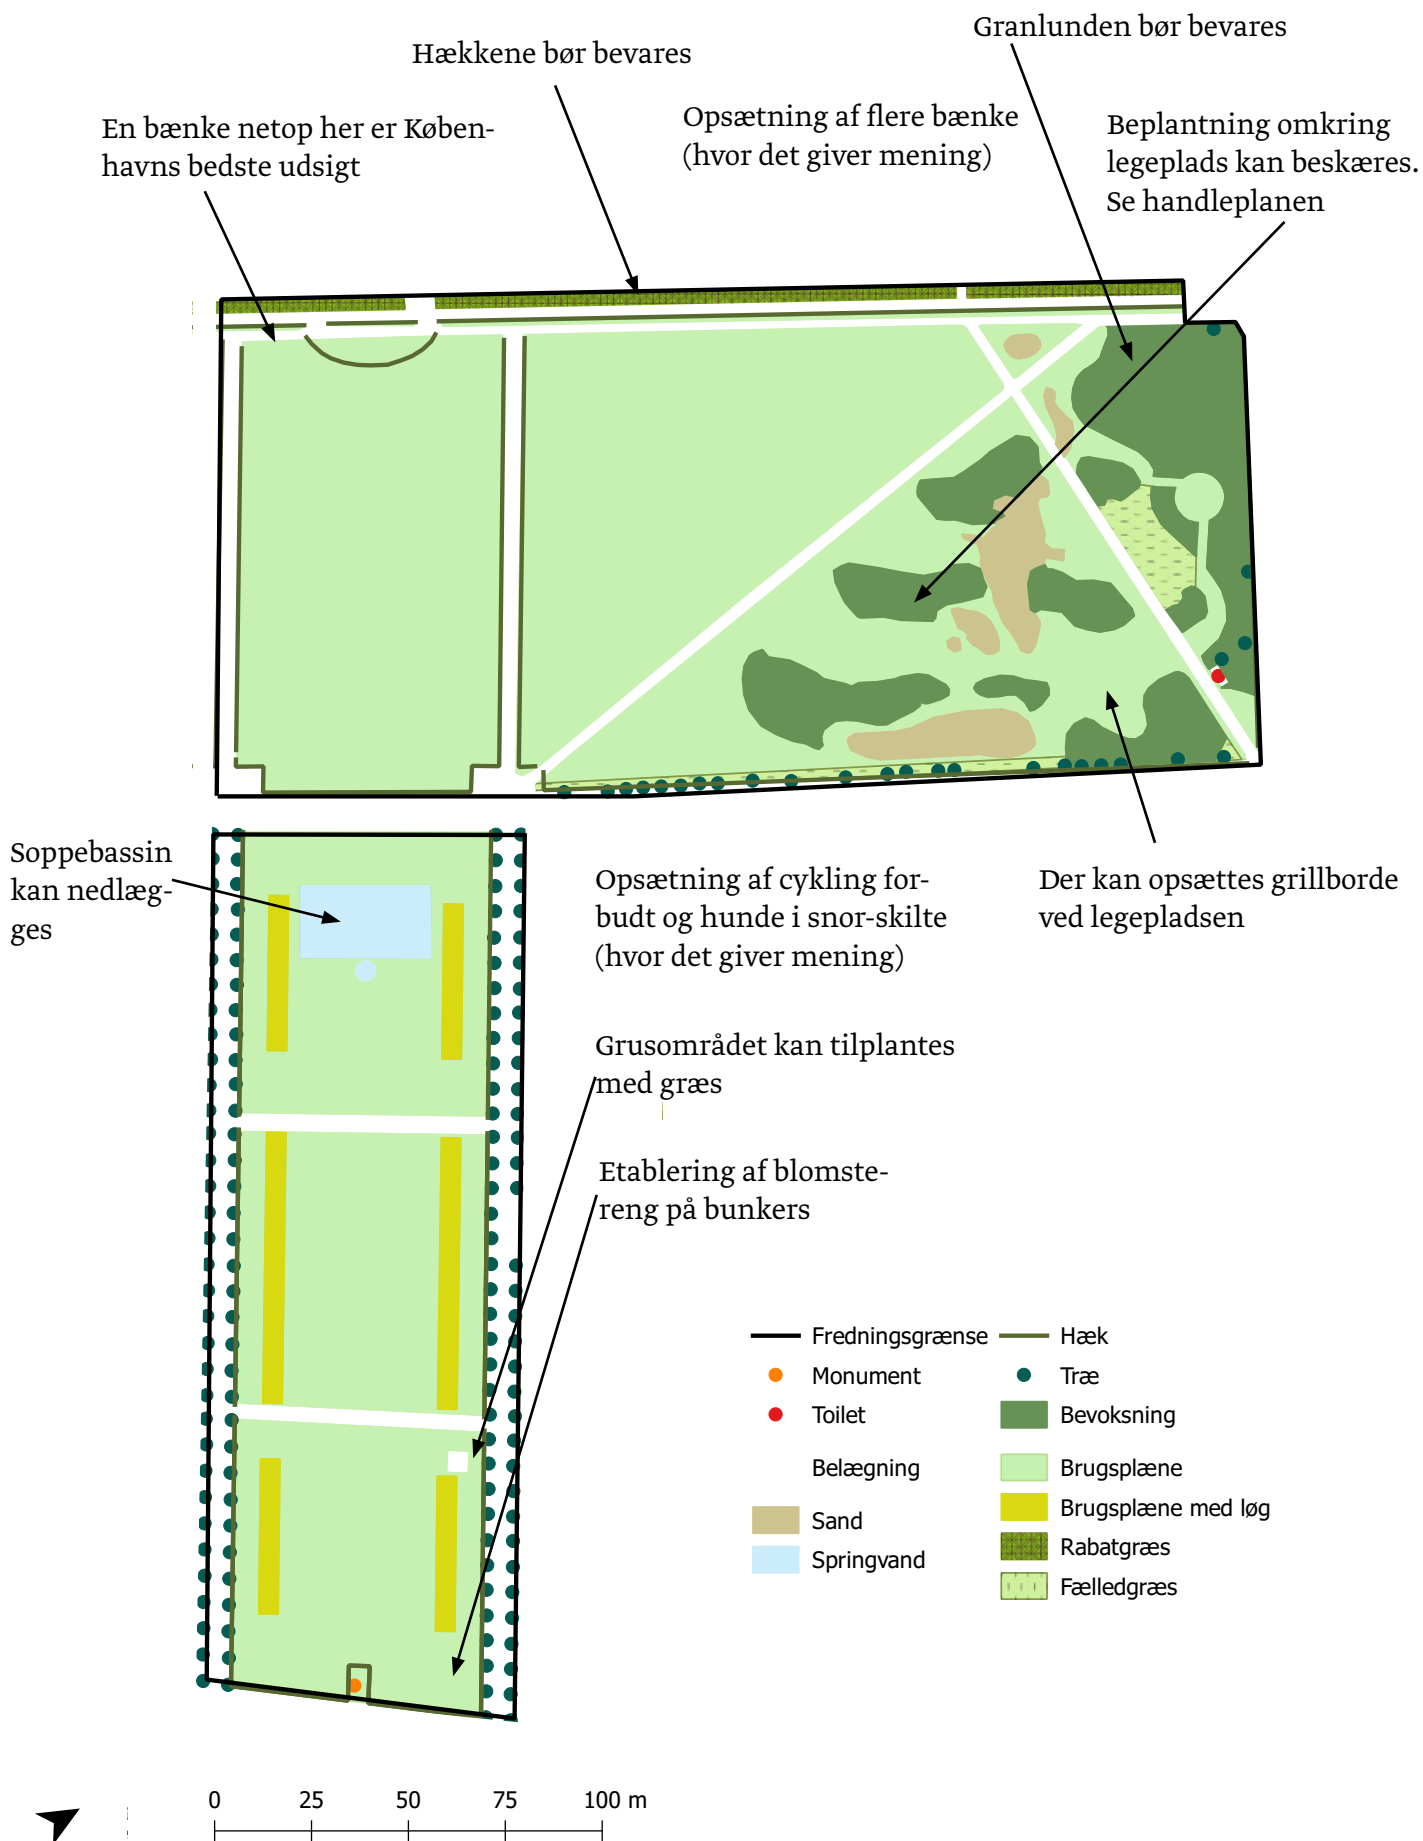 Granlunden bør bevares
Hækkene bør bevares
Opsætning af flere bænke
(hvor det giver mening)
En bænke netop her er Køben-
havns bedste udsigt
Beplantning omkring
legeplads kan beskæres.
Se handleplanen
Soppebassin
kan nedlæg-
ges
Opsætning af cykling for-
budt og hunde i snor-skilte
(hvor det giver mening)
Der kan opsættes grillborde
ved legepladsen
Grusområdet kan tilplantes
med græs
Etablering af blomste-
reng på bunkers
Fredningsgrænse
Monument
Toilet
Belægning
Sand
Springvand
Hæk
Træ
Bevoksning
Brugsplæne
Brugsplæne med løg
Rabatgræs
Fælledgræs
0 25 50 75 100 m